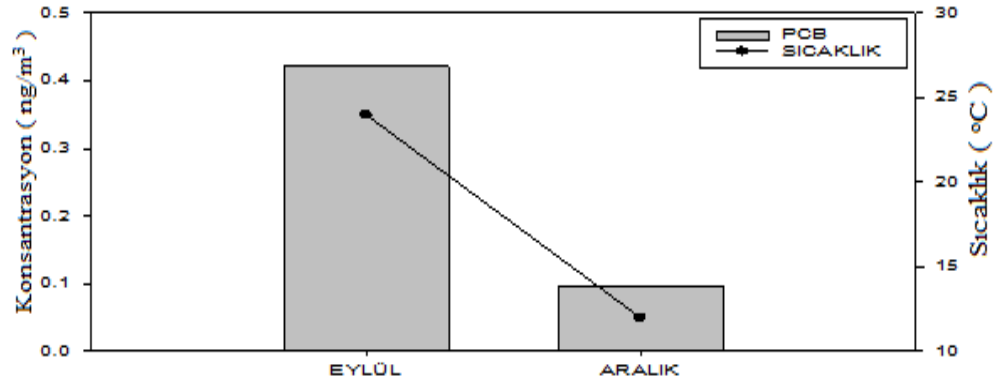 Konsantrasyon ( ng/m³ )
0.5
0.4
0.3
0.2
0.1
0.0
PCB
SICAKLIK
EYLÜL
ARALIK
30
25
20
15
10
Sıcaklık ( °C )